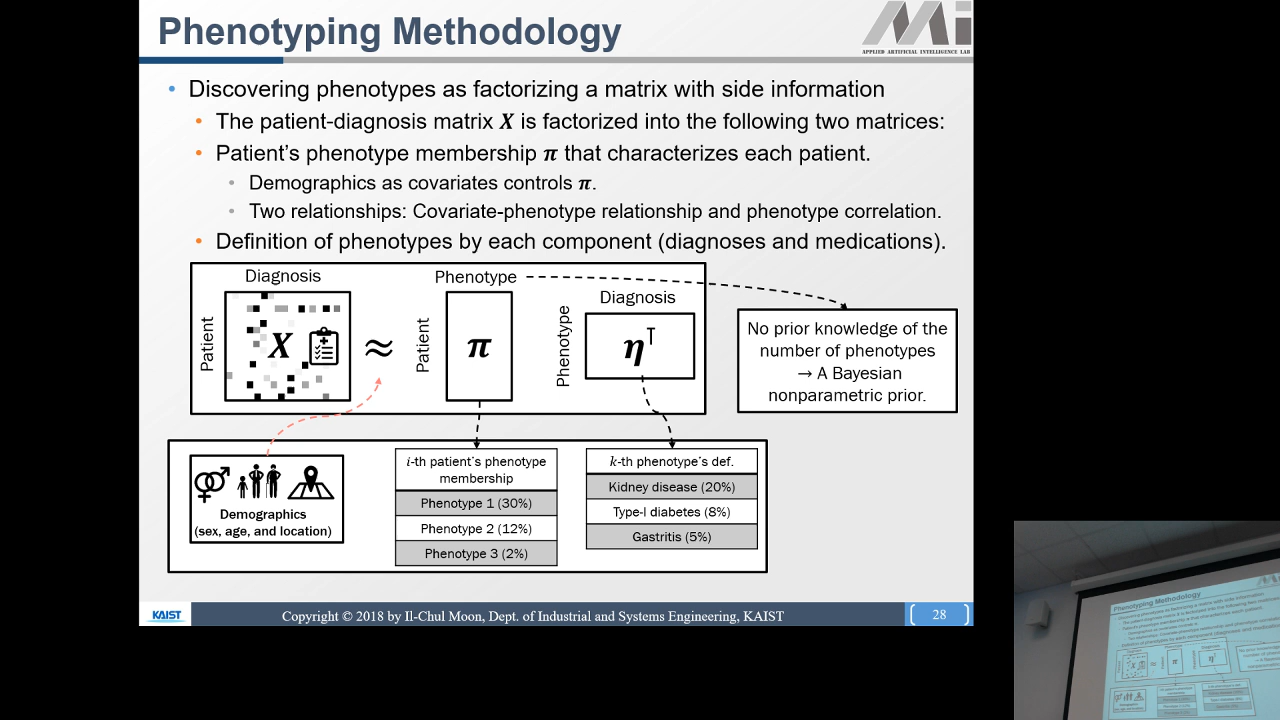 Phenotyping Methodology
APPLIED ARTIFICIAL INTELLIGENCE LAB
• Discovering phenotypes as factorizing a matrix with side information
• The patient-diagnosis matrix X is factorized into the following two matrices:
• Patient's phenotype membership π that characterizes each patient.
• Demographics as covariates controls π.
• Two relationships: Covariate-phenotype relationship and phenotype correlation.
• Definition of phenotypes by each component (diagnoses and medications).
Diagnosis
Patient
X
≈
Phenotype
Patient
π
Diagnosis
Phenotype
η^T
No prior knowledge of the
number of phenotypes
→ A Bayesian
nonparametric prior.
Demographics
(sex, age, and location)
i-th patient's phenotype
membership
Phenotype 1 (30%)
Phenotype 2 (12%)
Phenotype 3 (2%)
k-th phenotype's def.
Kidney disease (20%)
Type-I diabetes (8%)
Gastritis (5%)
KAIST
Copyright © 2018 by Il-Chul Moon, Dept. of Industrial and Systems Engineering, KAIST
28
Phenotyping Methodology